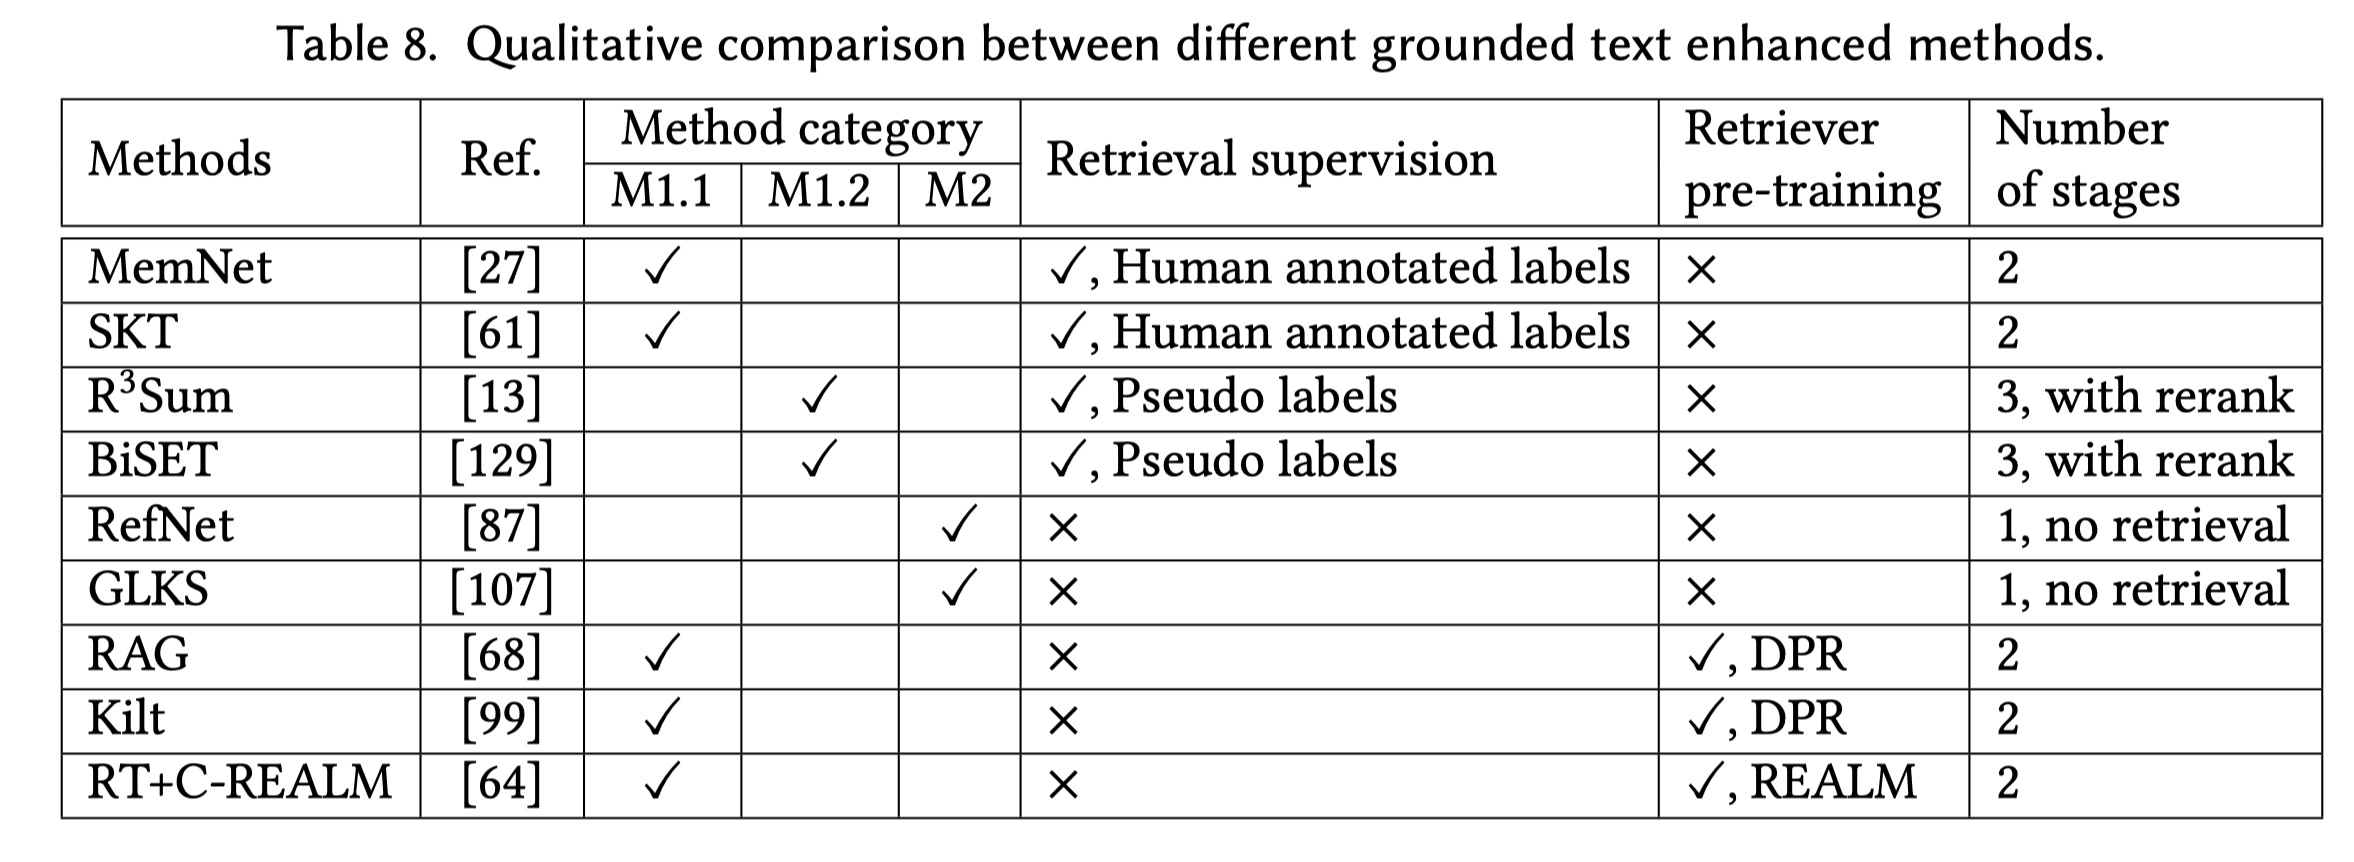 Table 8. Qualitative comparison between different grounded text enhanced methods.
Methods Ref. Method category Retrieval supervision Retriever pre-training Number of stages
M1.1 M1.2 M2
MemNet [27] ✓ ✓, Human annotated labels × 2
SKT [61] ✓ ✓, Human annotated labels × 2
R³Sum [13] ✓ ✓, Pseudo labels × 3, with rerank
BiSET [129] ✓ ✓, Pseudo labels × 3, with rerank
RefNet [87] ✓ × × 1, no retrieval
GLKS [107] ✓ × × 1, no retrieval
RAG [68] ✓ × ✓, DPR 2
Kilt [99] ✓ × ✓, DPR 2
RT+C-REALM [64] ✓ × ✓, REALM 2